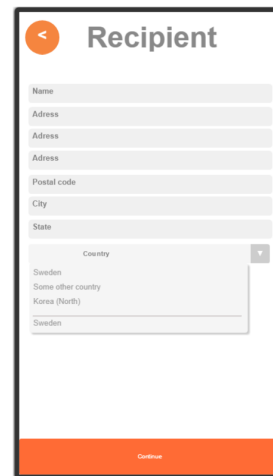 <
Recipient
Name
Adress
Adress
Adress
Postal code
City
State
Country
Sweden
Some other country
Korea (North)
Sweden
Continue